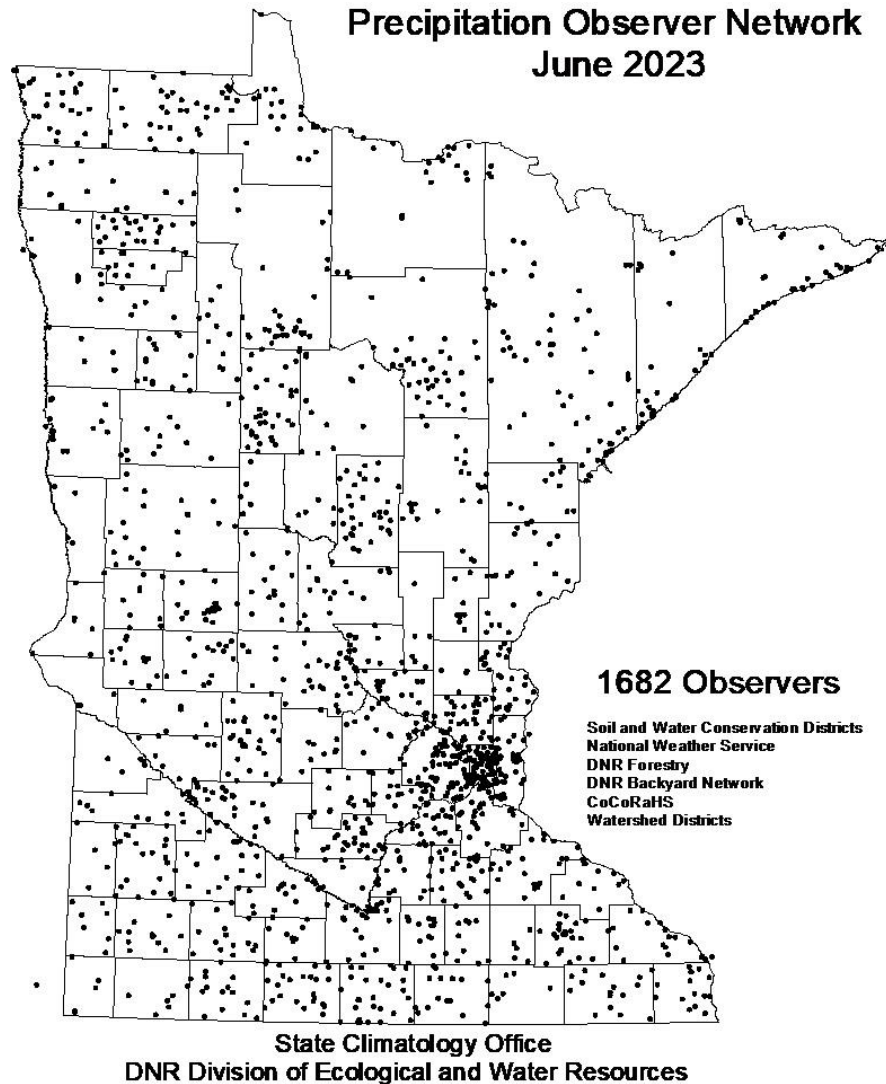 Precipitation Observer Network
June 2023
1682 Observers
Soil and Water Conservation Districts
National Weather Service
DNR Forestry
DNR Backyard Network
CoCoRaHS
Watershed Districts
State Climatology Office
DNR Division of Ecological and Water Resources